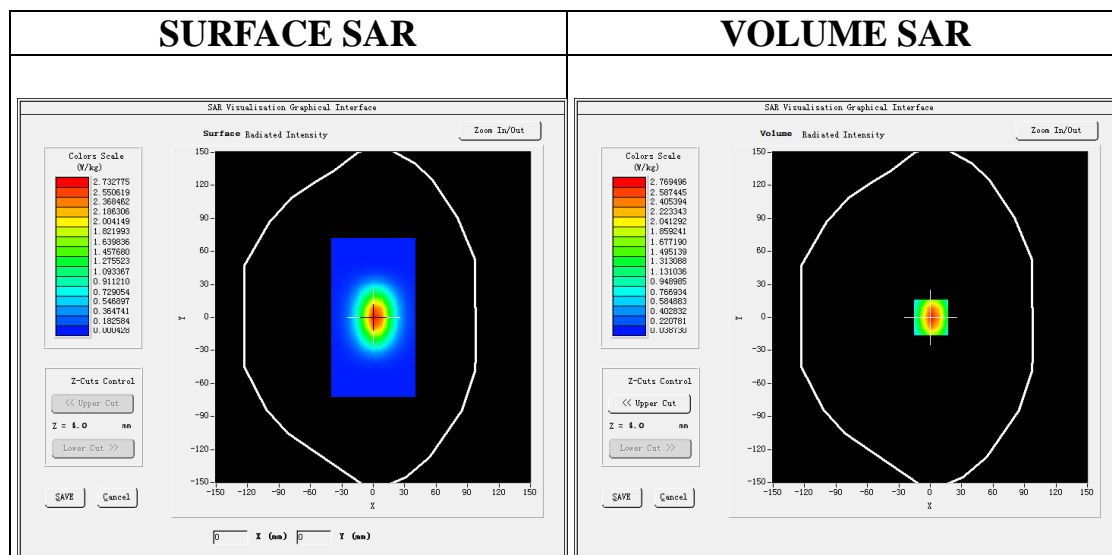 SURFACE SAR
VOLUME SAR
SAR Visualisation Graphical Interface
Surface Radiated Intensity
Zoom In/Out
Colors Scale
(W/kg)
2.732775
2.550619
2.368462
2.186306
2.004149
1.821993
1.639836
1.457680
1.275523
1.093367
0.911210
0.729054
0.546897
0.364741
0.182584
0.000428
150
120
90
60
30
0
-30
-60
-90
-120
-150
Y
-150 -120 -90 -60 -30 0 30 60 90 120 150
X
Z-Cuts Control
<< Upper Cut
Z = 4.0 mm
Lower Cut >>
SAVE Cancel
0 X (mm) 0 Y (mm)
SAR Visualisation Graphical Interface
Volume Radiated Intensity
Zoom In/Out
Colors Scale
(W/kg)
2.769496
2.587445
2.405394
2.223343
2.041292
1.859241
1.677190
1.495139
1.313088
1.131036
0.948985
0.766934
0.584883
0.402832
0.220781
0.038730
150
120
90
60
30
0
-30
-60
-90
-120
-150
Y
-150 -120 -90 -60 -30 0 30 60 90 120 150
X
Z-Cuts Control
<< Upper Cut
Z = 4.0 mm
Lower Cut >>
SAVE Cancel